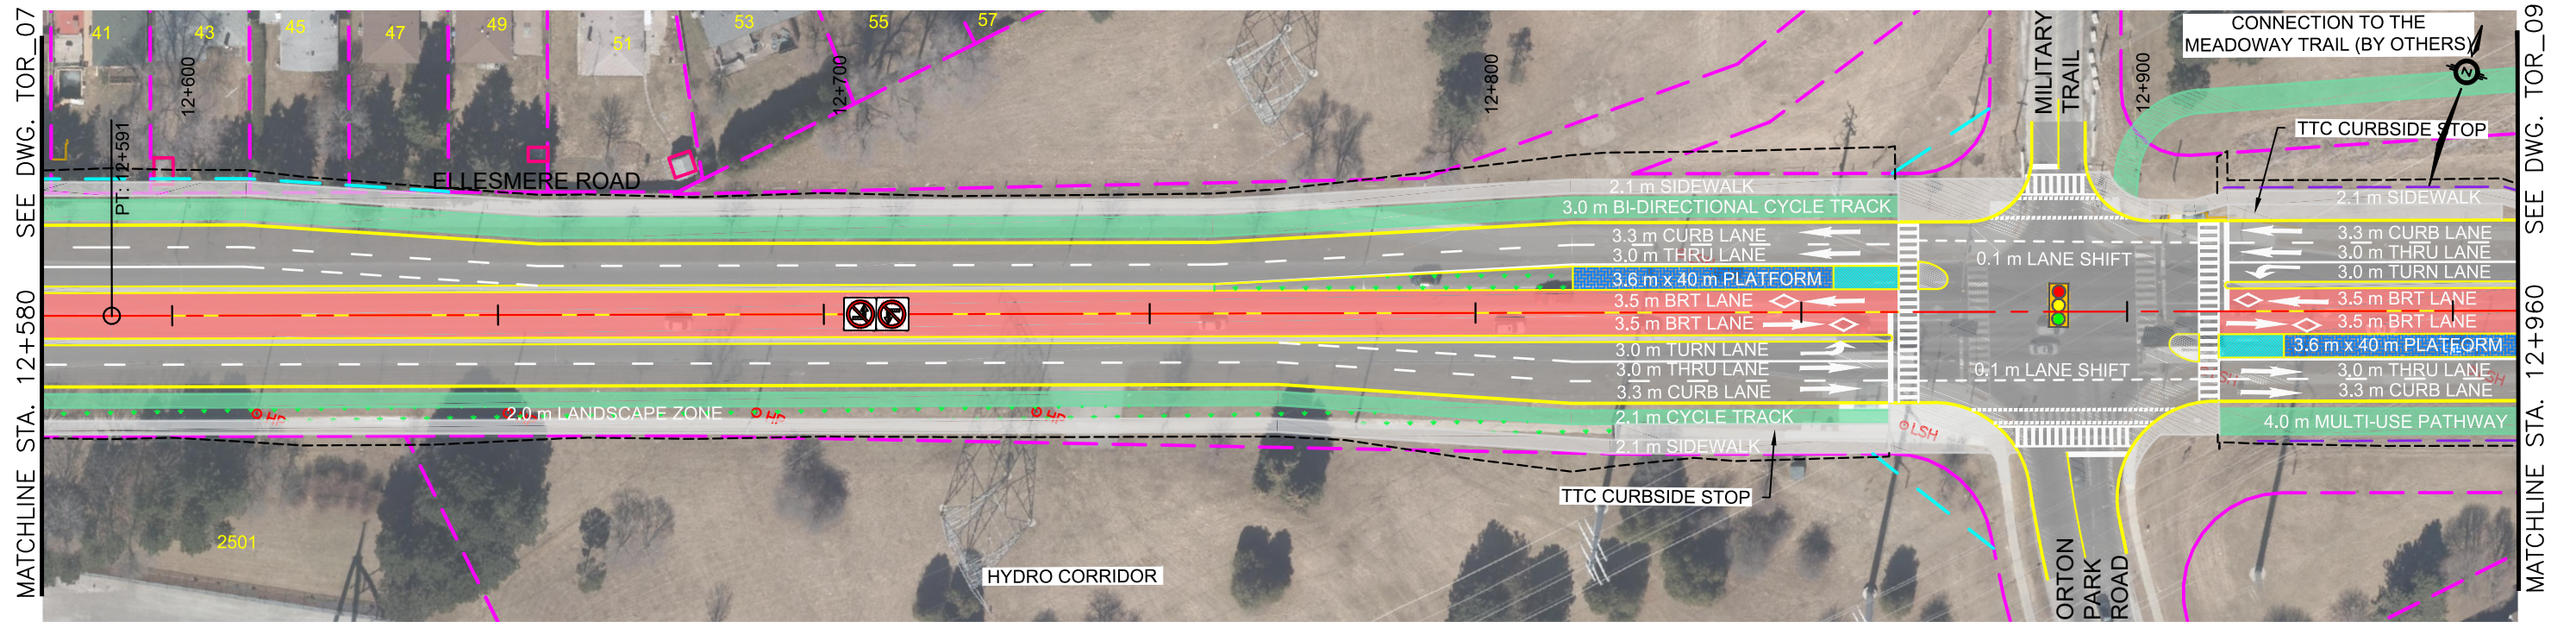 MATCHLINE STA. 12+580 SEE DWG. TOR_07
41
43
45
47
49
51
53
55
57
12+600
12+700
12+800
12+900
PT: 12+591
ELLESMERE ROAD
MILITARY
TRAIL
CONNECTION TO THE
MEADOWAY TRAIL (BY OTHERS)
N
TTC CURBSIDE STOP
2.1 m SIDEWALK
3.0 m BI-DIRECTIONAL CYCLE TRACK
3.3 m CURB LANE
3.0 m THRU LANE
3.6 m x 40 m PLATFORM
3.5 m BRT LANE
3.5 m BRT LANE
3.0 m TURN LANE
3.0 m THRU LANE
3.3 m CURB LANE
2.1 m CYCLE TRACK
2.1 m SIDEWALK
TTC CURBSIDE STOP
0.1 m LANE SHIFT
0.1 m LANE SHIFT
2.1 m SIDEWALK
3.3 m CURB LANE
3.0 m THRU LANE
3.0 m TURN LANE
3.5 m BRT LANE
3.5 m BRT LANE
3.6 m x 40 m PLATFORM
3.0 m THRU LANE
3.3 m CURB LANE
4.0 m MULTI-USE PATHWAY
HP
2.0 m LANDSCAPE ZONE
HP
HP
LSH
2501
HYDRO CORRIDOR
ORTON
PARK
ROAD
MATCHLINE STA. 12+960 SEE DWG. TOR_09